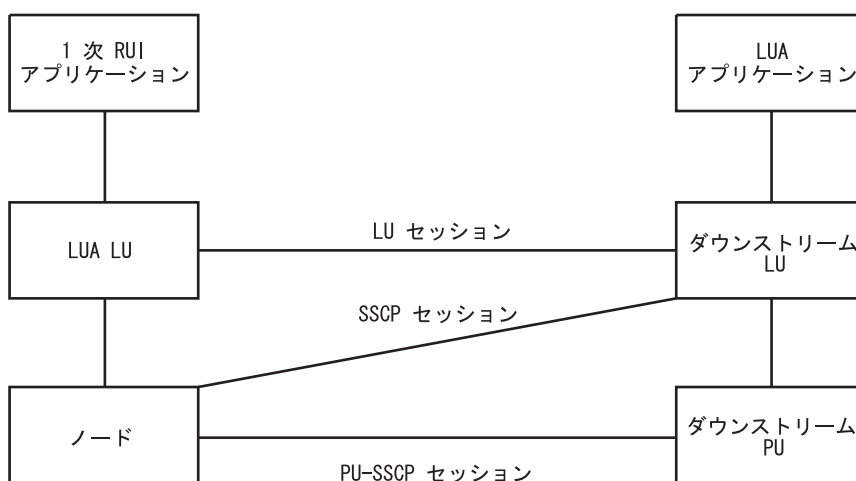 1 次 RUI
アプリケーション
LUA
アプリケーション
LUA LU
LU セッション
ダウンストリーム
LU
SSCP セッション
ノード
ダウンストリーム
PU
PU-SSCP セッション